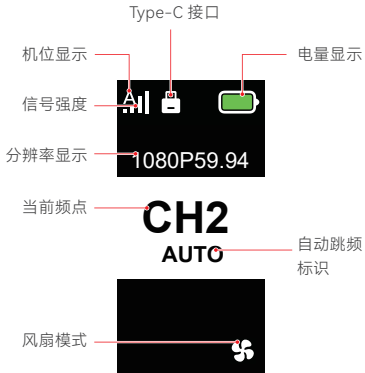 Type-C 接口
机位显示
电量显示
A
信号强度
分辨率显示
1080P59.94
当前频点
CH2
AUTO
自动跳频
标识
风扇模式